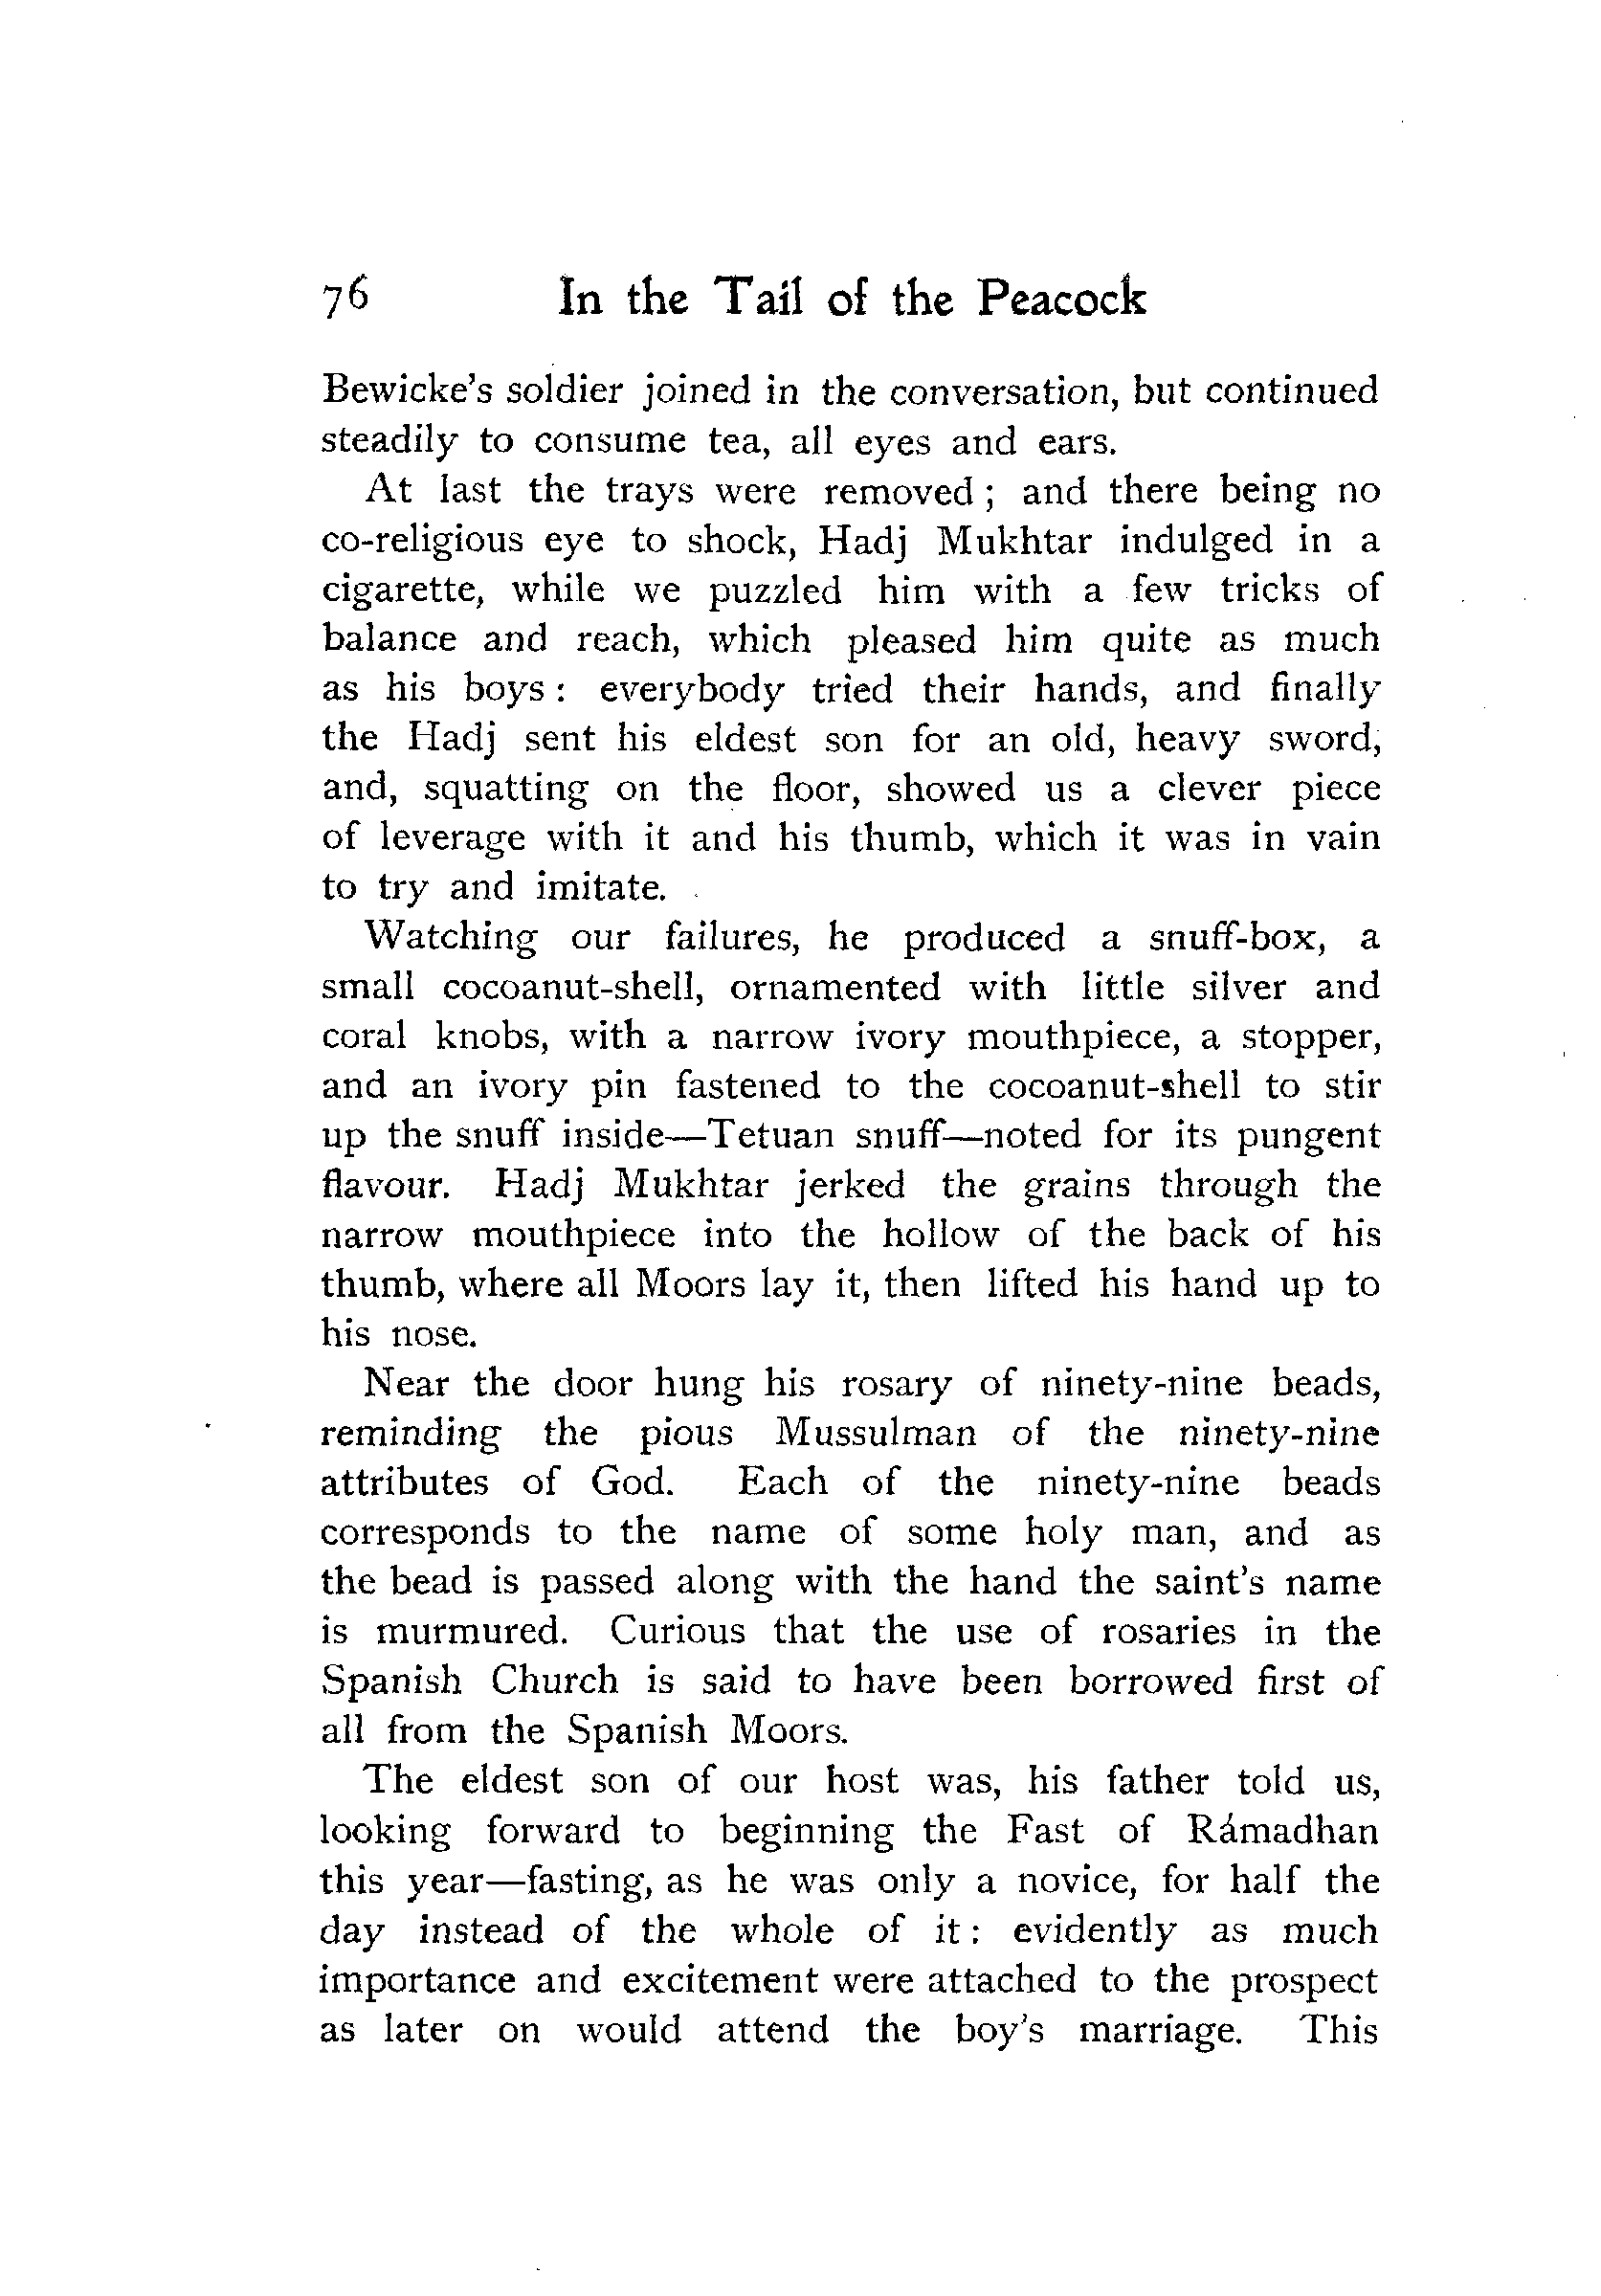 76 In the Tail of the Peacock
Bewicke's soldier joined in the conversation, but continued
steadily to consume tea, all eyes and ears.
At last the trays were removed ; and there being no
co-religious eye to shock, Hadj Mukhtar indulged in a
cigarette, while we puzzled him with a few tricks of
balance and reach, which pleased him quite as much
as his boys : everybody tried their hands, and finally
the Hadj sent his eldest son for an old, heavy sword,
and, squatting on the floor, showed us a clever piece
of leverage with it and his thumb, which it was in vain
to try and imitate.
Watching our failures, he produced a snuff-box, a
small cocoanut-shell, ornamented with little silver and
coral knobs, with a narrow ivory mouthpiece, a stopper,
and an ivory pin fastened to the cocoanut-shell to stir
up the snuff inside—Tetuan snuff—noted for its pungent
flavour. Hadj Mukhtar jerked the grains through the
narrow mouthpiece into the hollow of the back of his
thumb, where all Moors lay it, then lifted his hand up to
his nose.
Near the door hung his rosary of ninety-nine beads,
reminding the pious Mussulman of the ninety-nine
attributes of God. Each of the ninety-nine beads
corresponds to the name of some holy man, and as
the bead is passed along with the hand the saint's name
is murmured. Curious that the use of rosaries in the
Spanish Church is said to have been borrowed first of
all from the Spanish Moors.
The eldest son of our host was, his father told us,
looking forward to beginning the Fast of Rámadhan
this year—fasting, as he was only a novice, for half the
day instead of the whole of it : evidently as much
importance and excitement were attached to the prospect
as later on would attend the boy's marriage. This